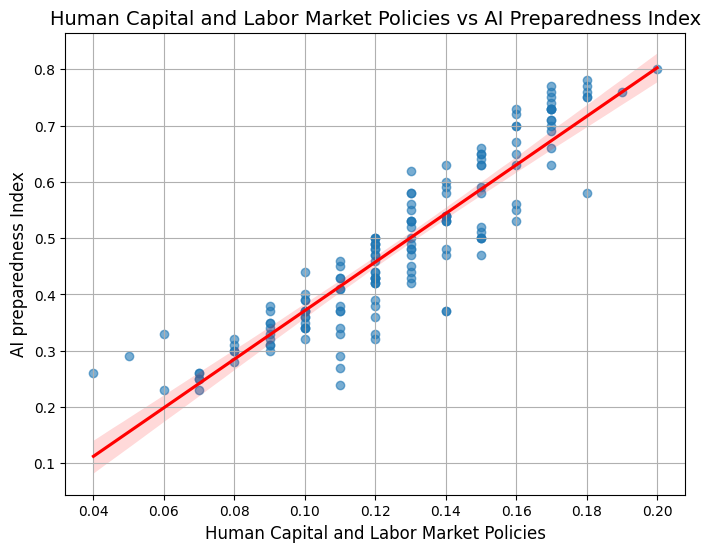 Human Capital and Labor Market Policies vs AI Preparedness Index
AI preparedness Index
0.8
0.7
0.6
0.5
0.4
0.3
0.2
0.1
0.04 0.06 0.08 0.10 0.12 0.14 0.16 0.18 0.20
Human Capital and Labor Market Policies